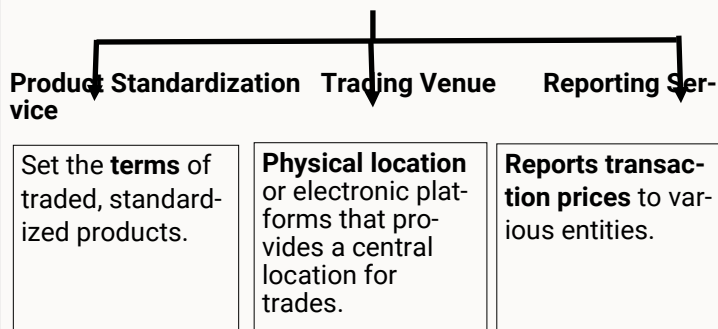 Product Standardization Trading Venue Reporting Ser-
vice
Set the terms of
traded, standard-
ized products.
Physical location
or electronic plat-
forms that pro-
vides a central
location for
trades.
Reports transac-
tion prices to var-
ious entities.